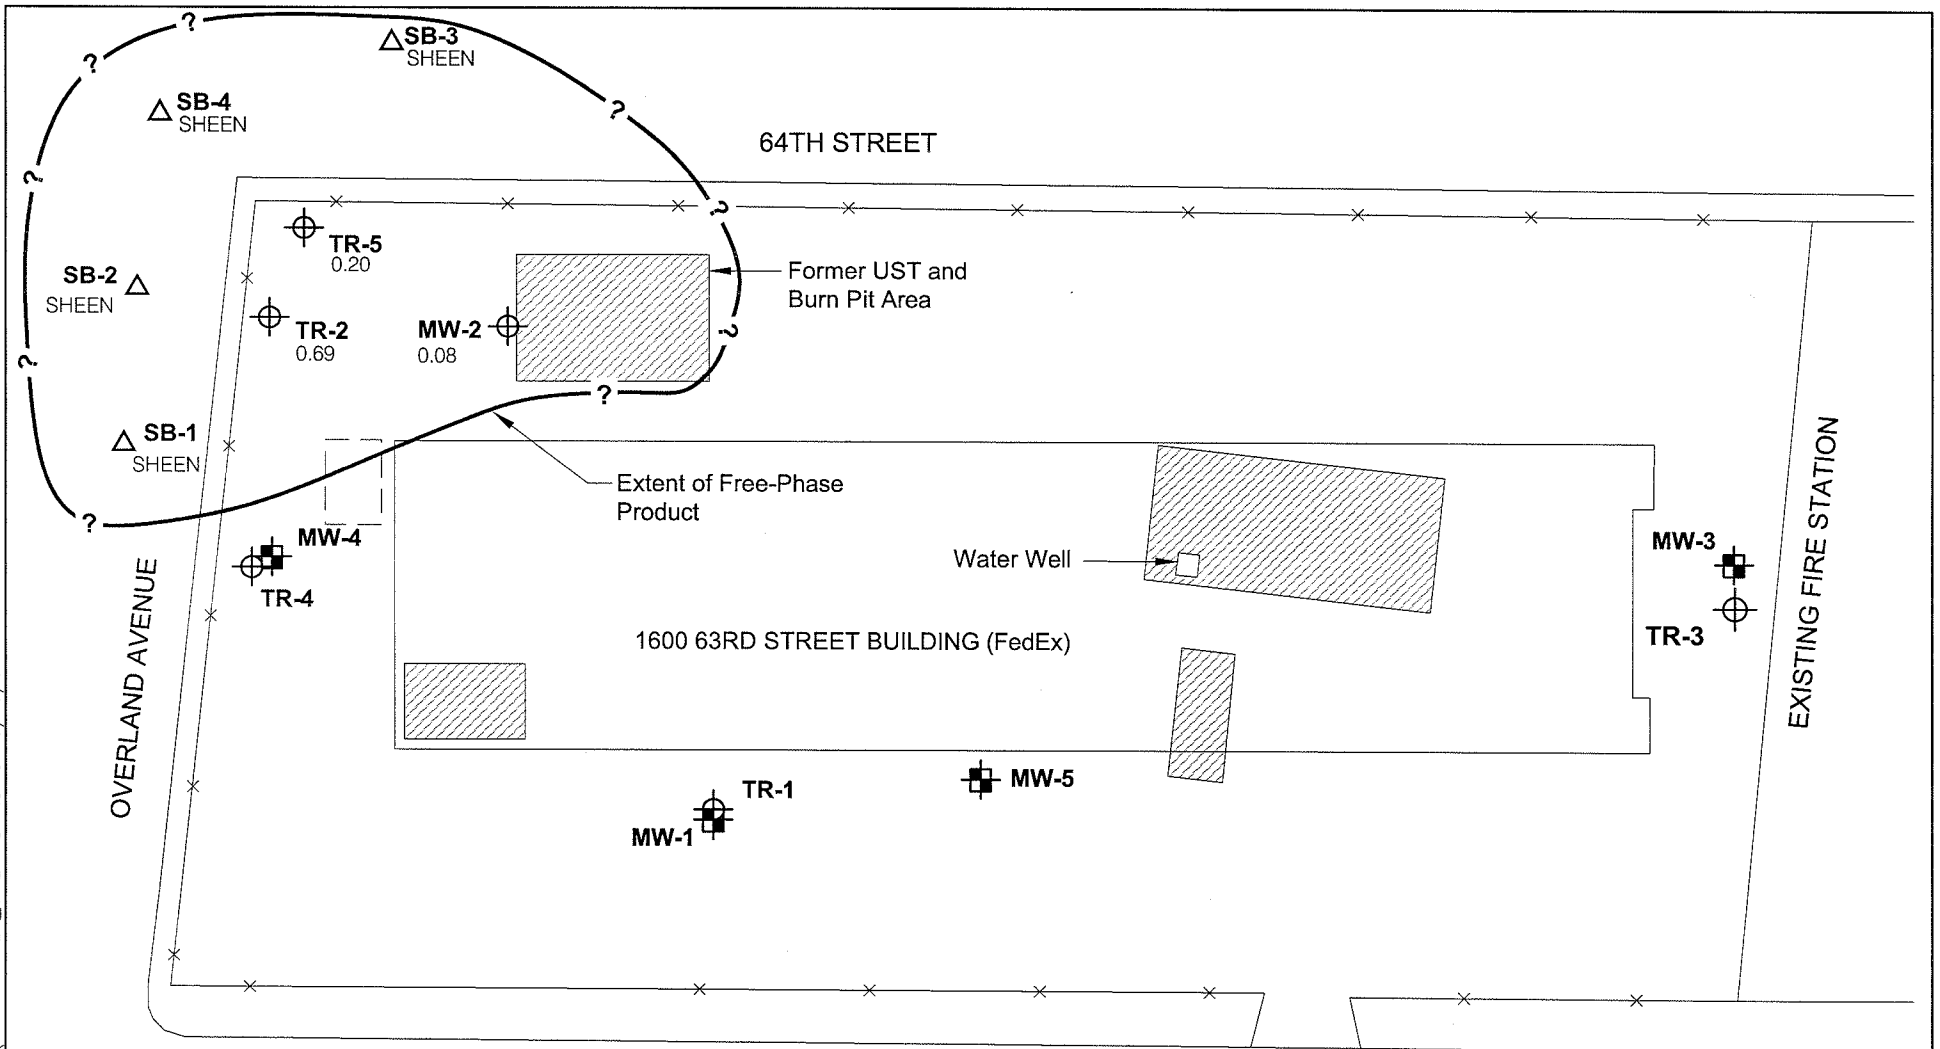 ?
SB-3
SHEEN
?
SB-4
SHEEN
?
64TH STREET
?
?
TR-5
0.20
Former UST and
Burn Pit Area
SB-2
SHEEN
TR-2
0.69
MW-2
0.08
?
?
?
SB-1
SHEEN
Extent of Free-Phase
Product
?
MW-4
TR-4
Water Well
MW-3
TR-3
EXISTING FIRE STATION
OVERLAND AVENUE
1600 63RD STREET BUILDING (FedEx)
TR-1
MW-1
MW-5